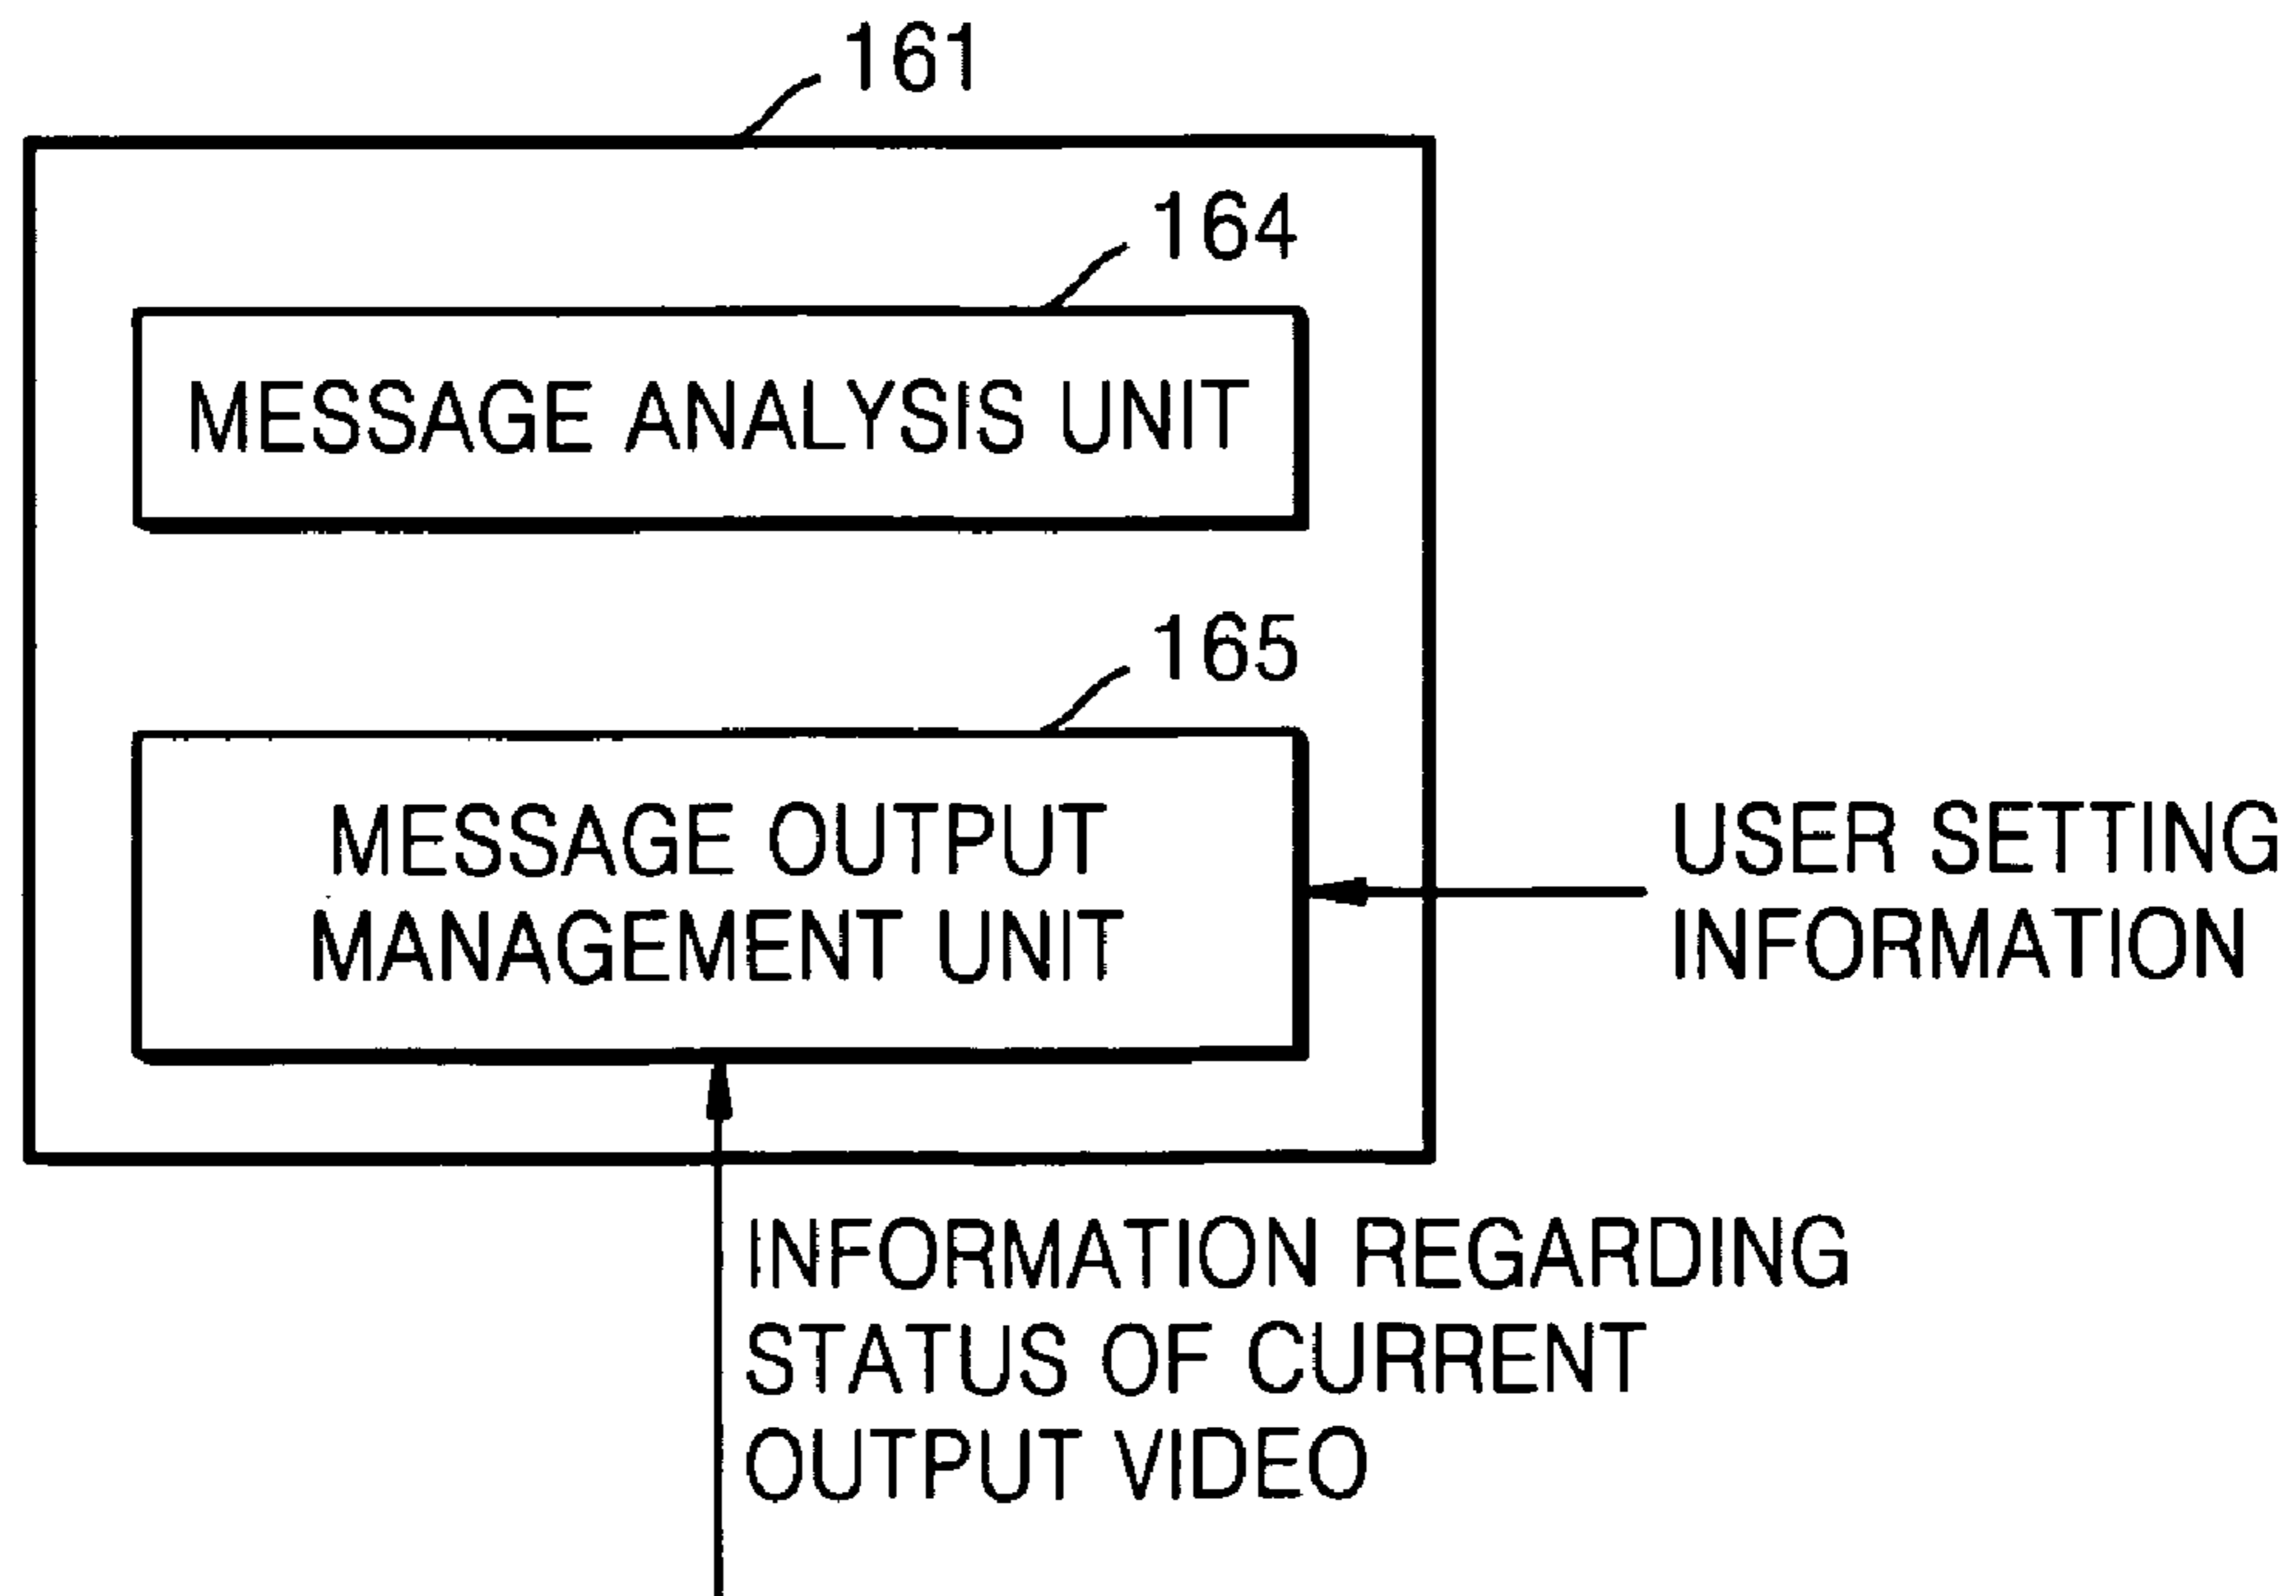 161
164
MESSAGE ANALYSIS UNIT
165
MESSAGE OUTPUT
MANAGEMENT UNIT
USER SETTING
INFORMATION
INFORMATION REGARDING
STATUS OF CURRENT
OUTPUT VIDEO